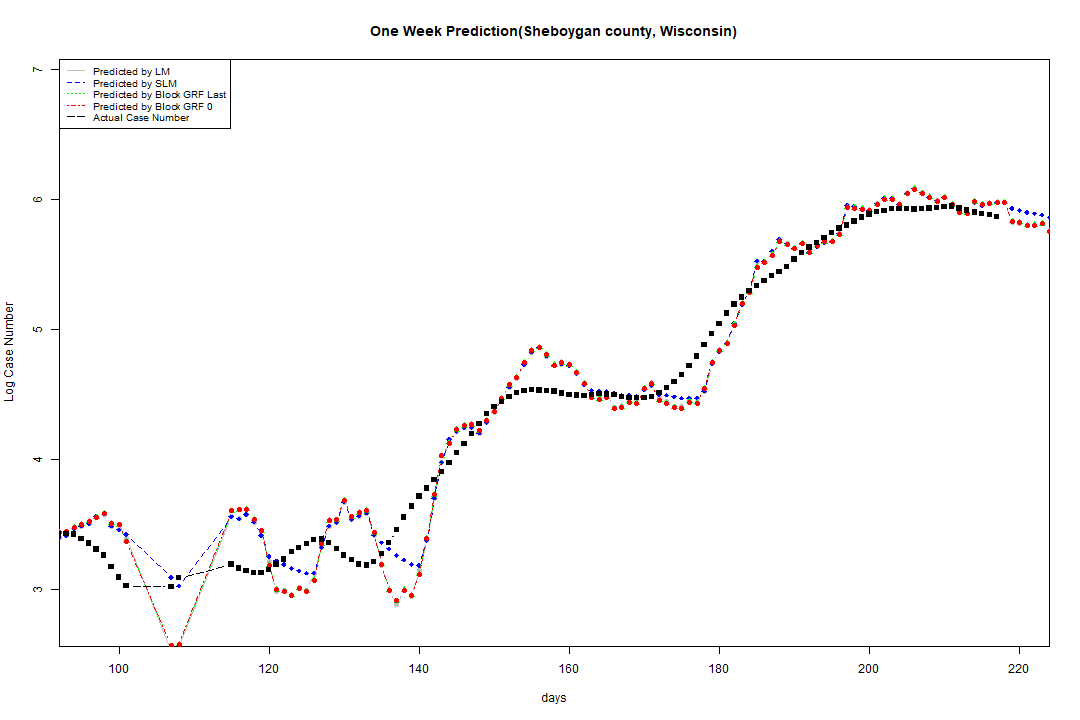 One Week Prediction(Sheboygan county, Wisconsin)
Predicted by LM
Predicted by SLM
Predicted by Block GRF Last
Predicted by Block GRF 0
Actual Case Number
Log Case Number
7
6
5
4
3
100 120 140 160 180 200 220
days